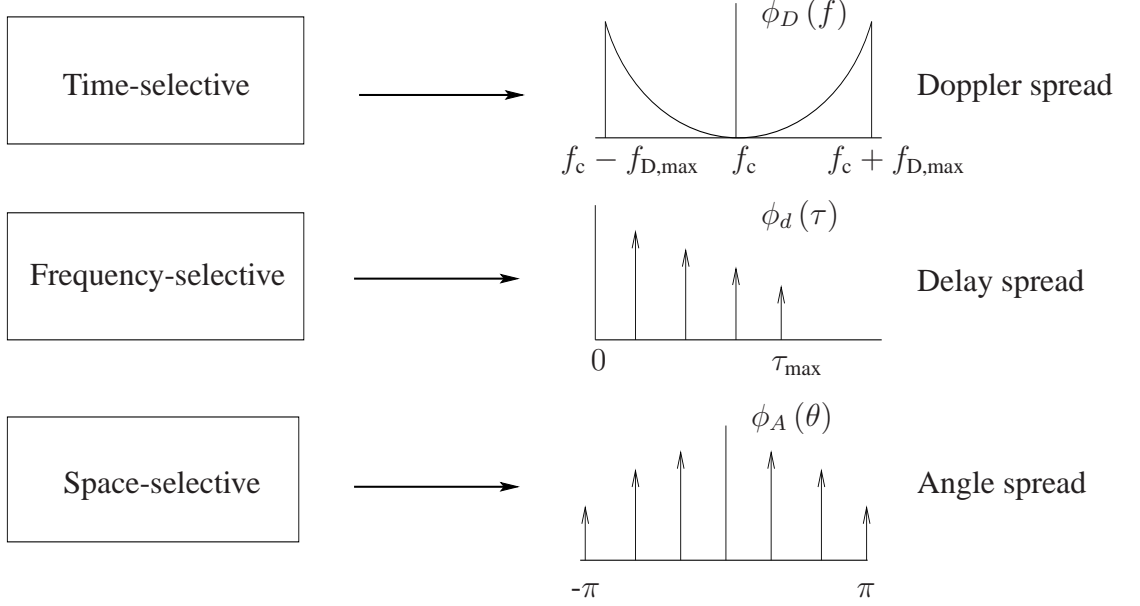 Time-selective
ϕ_D (f)
Doppler spread
f_c − f_D,max
f_c
f_c + f_D,max
Frequency-selective
ϕ_d (τ)
Delay spread
0
τ_max
Space-selective
ϕ_A (θ)
Angle spread
-π
π